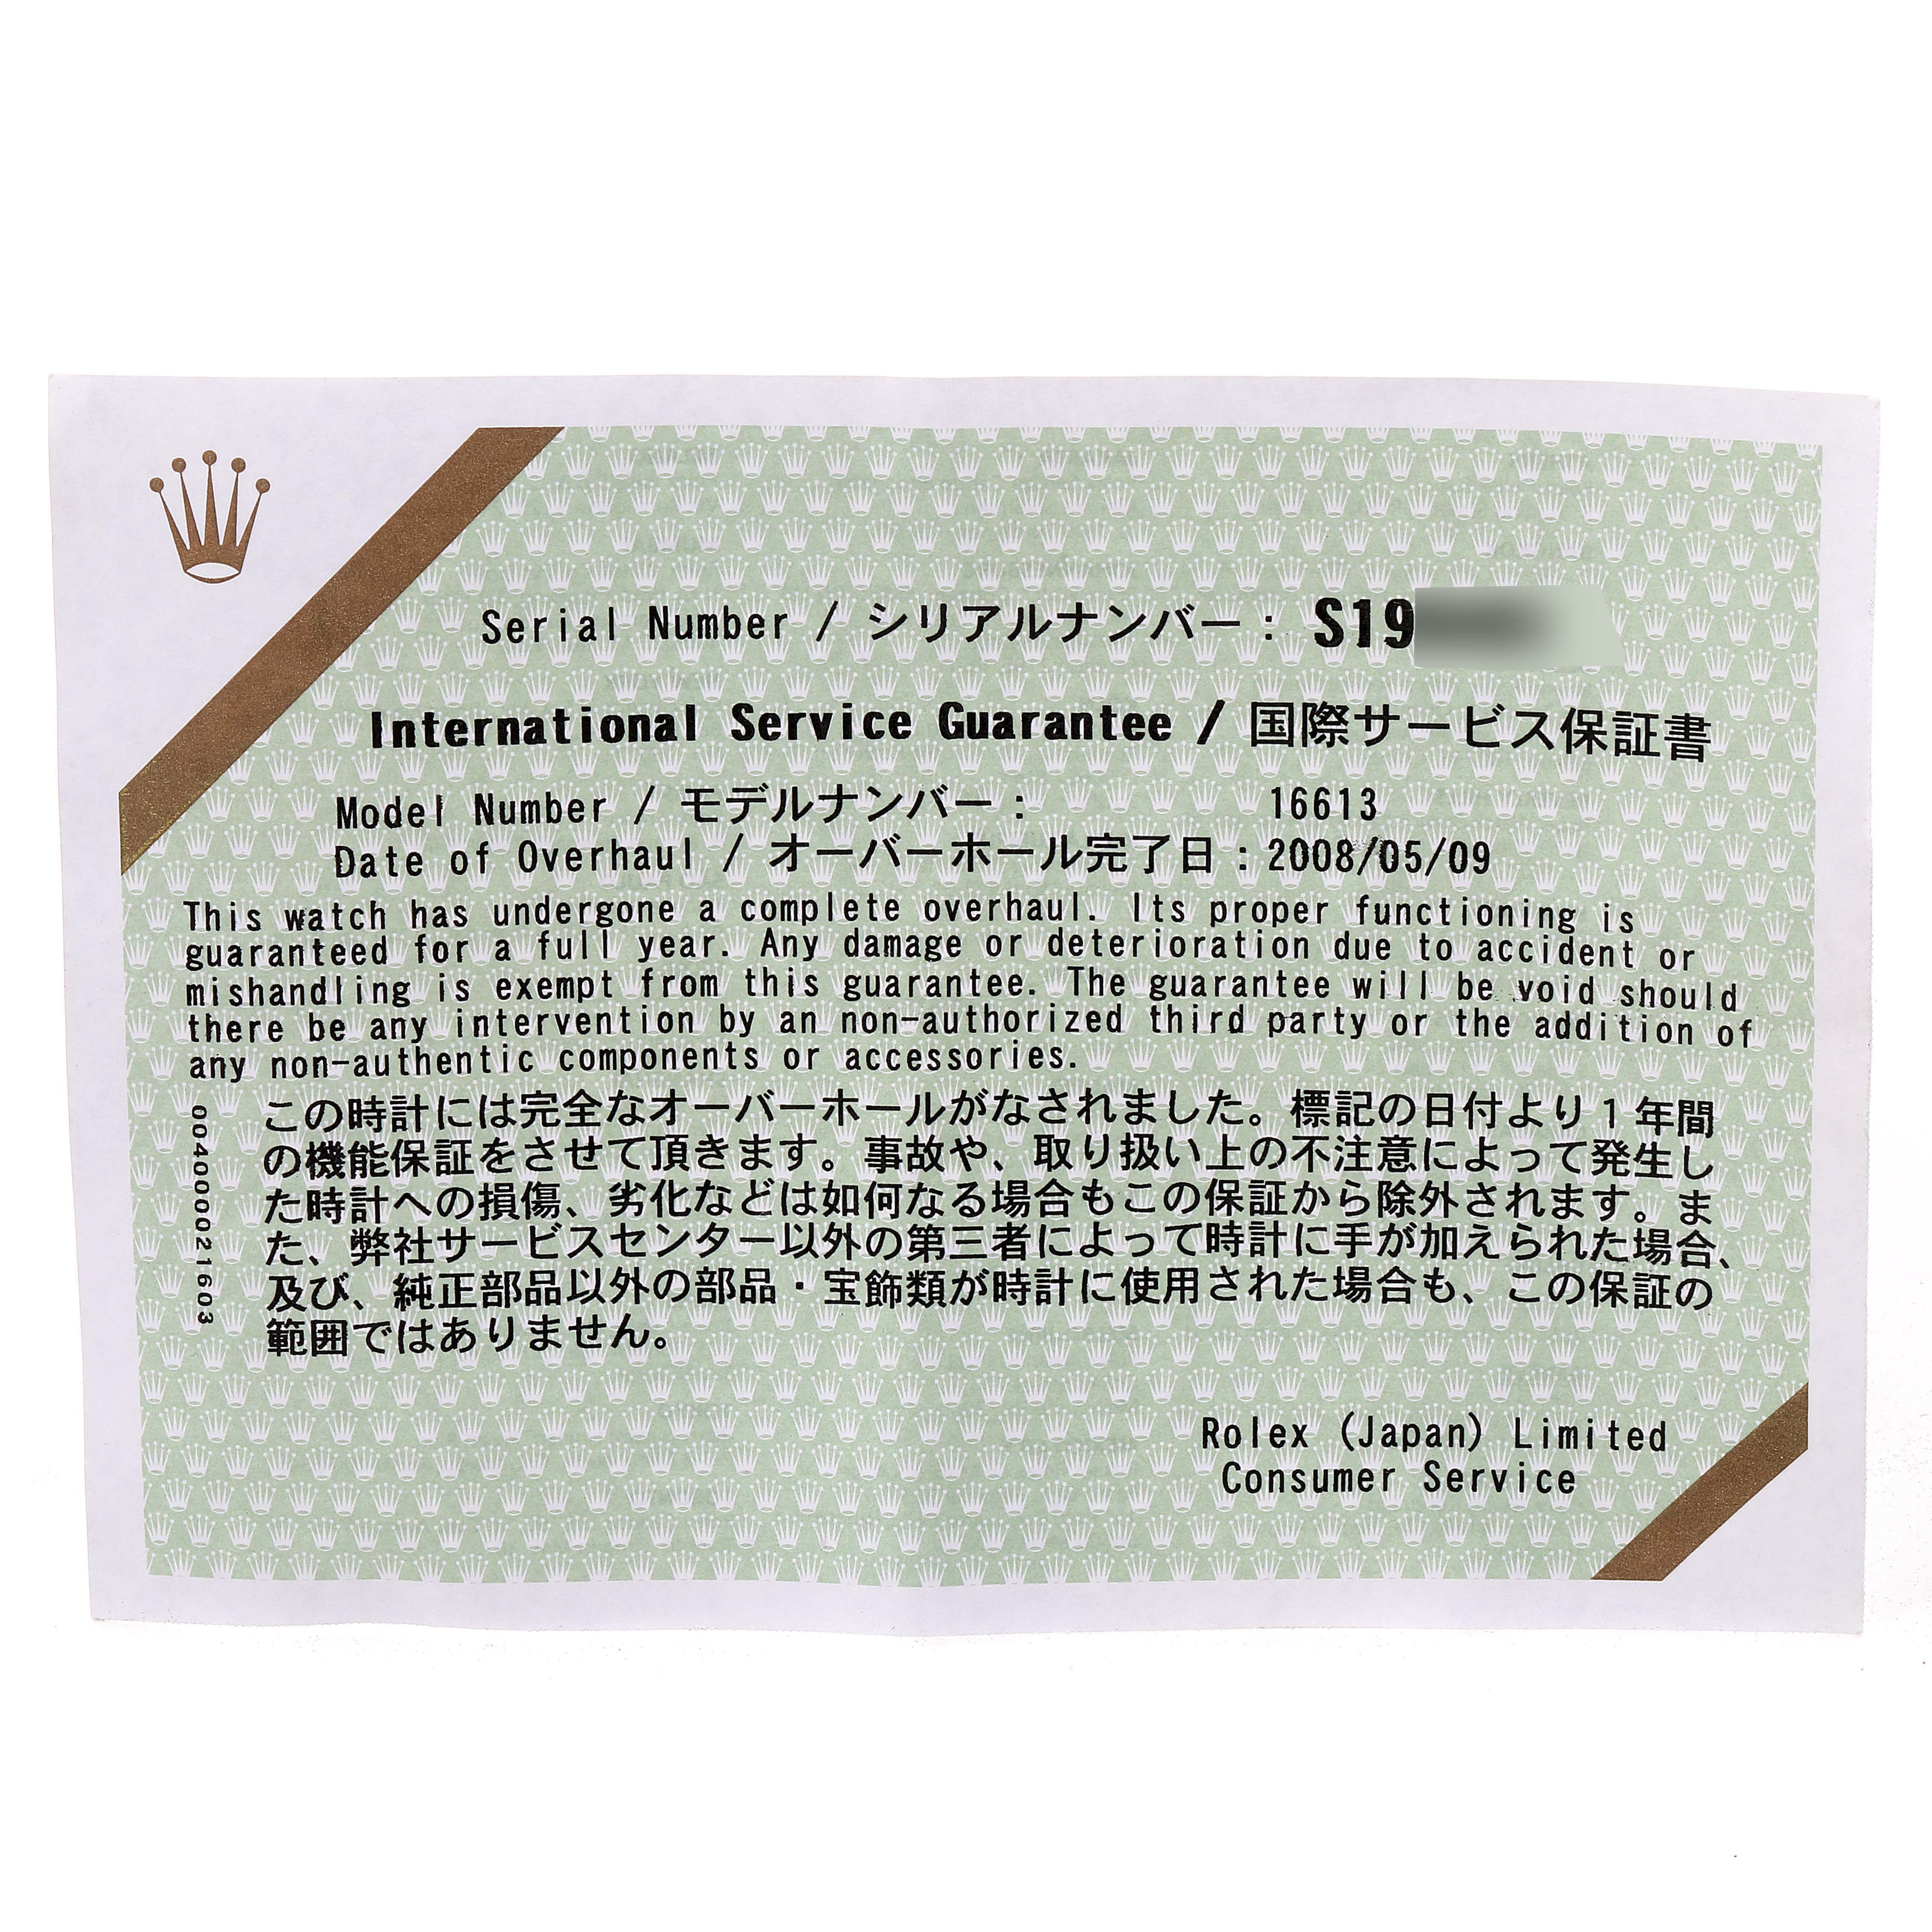 Serial Number / シリアルナンバー : S19
International Service Guarantee / 国際サービス保証書
Model Number / モデルナンバー : 16613
Date of Overhaul / オーバーホール完了日 : 2008/05/09
This watch has undergone a complete overhaul. Its proper functioning is
guaranteed for a full year. Any damage or deterioration due to accident or
mishandling is exempt from this guarantee. The guarantee will be void should
there be any intervention by an non-authorized third party or the addition of
any non-authentic components or accessories.
この時計には完全なオーバーホールがなされました。標記の日付より1年間
の機能保証をさせて頂きます。事故や、取り扱い上の不注意によって発生し
た時計への損傷、劣化などは如何なる場合もこの保証から除外されます。ま
た、弊社サービスセンター以外の第三者によって時計に手が加えられた場合、
及び、純正部品以外の部品・宝飾類が時計に使用された場合も、この保証の
範囲ではありません。
0040000021603
Rolex (Japan) Limited
Consumer Service